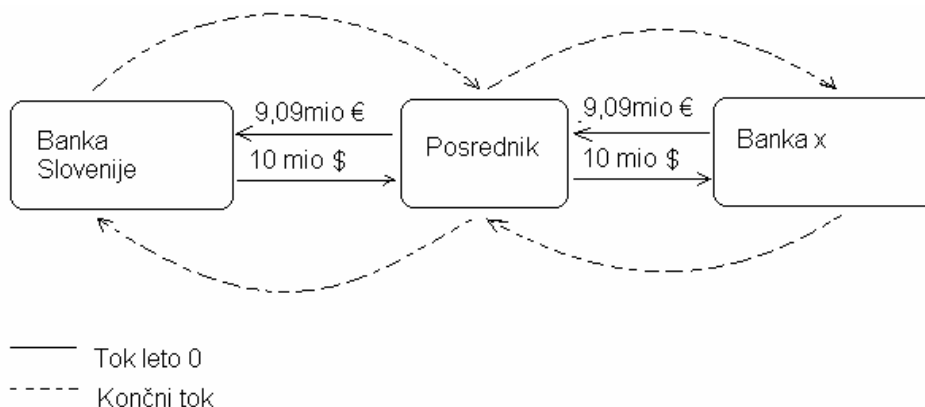 9,09mio €
9,09mio €
Banka
Slovenije
Posrednik
Banka x
10 mio $
10 mio $
Tok leto 0
Končni tok